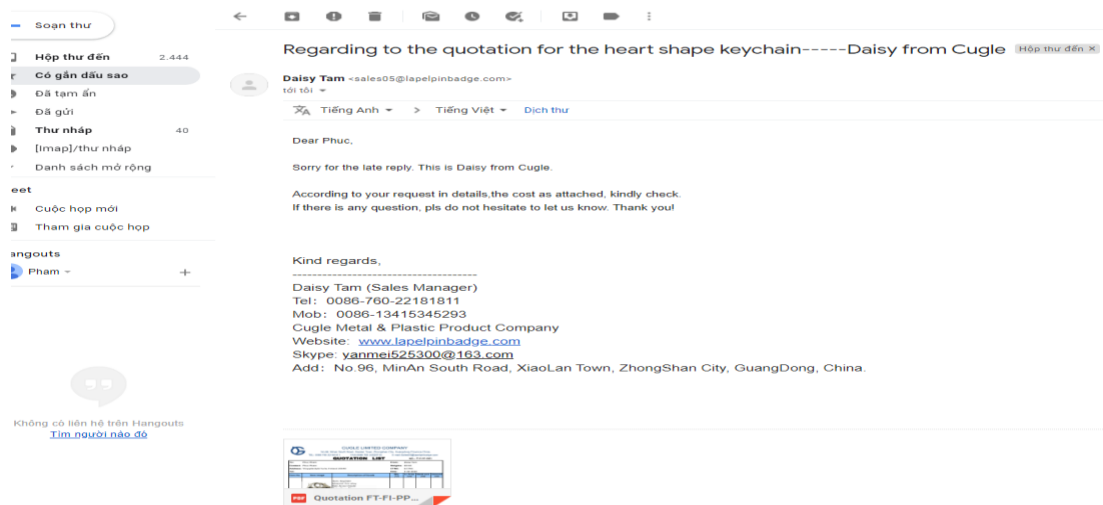 Soạn thư
Hộp thư đến 2.444
Có gắn dấu sao
Đã tạm ẩn
Đã gửi
Thư nháp 40
[Imap]/thư nháp
Danh sách mở rộng
eet
Cuộc họp mới
Tham gia cuộc họp
angouts
Pham
Không có liên hệ trên Hangouts
Tìm người nào đó
Regarding to the quotation for the heart shape keychain-----Daisy from Cugle Hộp thư đến ×
Daisy Tam <sales05@lapelpinbadge.com>
tới tôi
Tiếng Anh > Tiếng Việt Dịch thư
Dear Phuc,
Sorry for the late reply. This is Daisy from Cugle.
According to your request in details,the cost as attached, kindly check.
If there is any question, pls do not hesitate to let us know. Thank you!
Kind regards,
-------------------------------------
Daisy Tam (Sales Manager)
Tel： 0086-760-22181811
Mob： 0086-13415345293
Cugle Metal & Plastic Product Company
Website: www.lapelpinbadge.com
Skype: yanmei525300@163.com
Add： No.96, MinAn South Road, XiaoLan Town, ZhongShan City, GuangDong, China.
CUGLE LIMITED COMPANY
QUOTATION LIST
PDF Quotation FT-FI-PP...